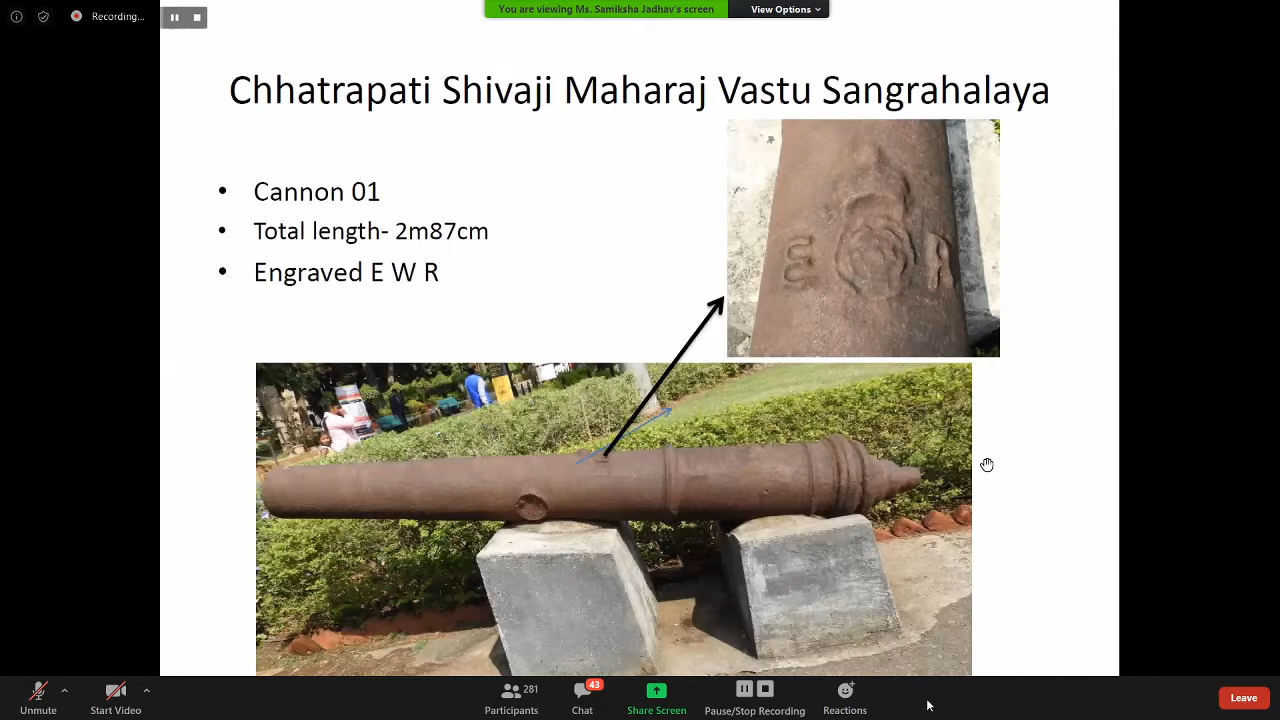 Recording...
You are viewing Ms. Samiksha Jadhav's screen
View Options
Chhatrapati Shivaji Maharaj Vastu Sangrahalaya
• Cannon 01
• Total length- 2m87cm
• Engraved E W R
E R
Unmute
Start Video
281
Participants
43
Chat
Share Screen
Pause/Stop Recording
Reactions
Leave